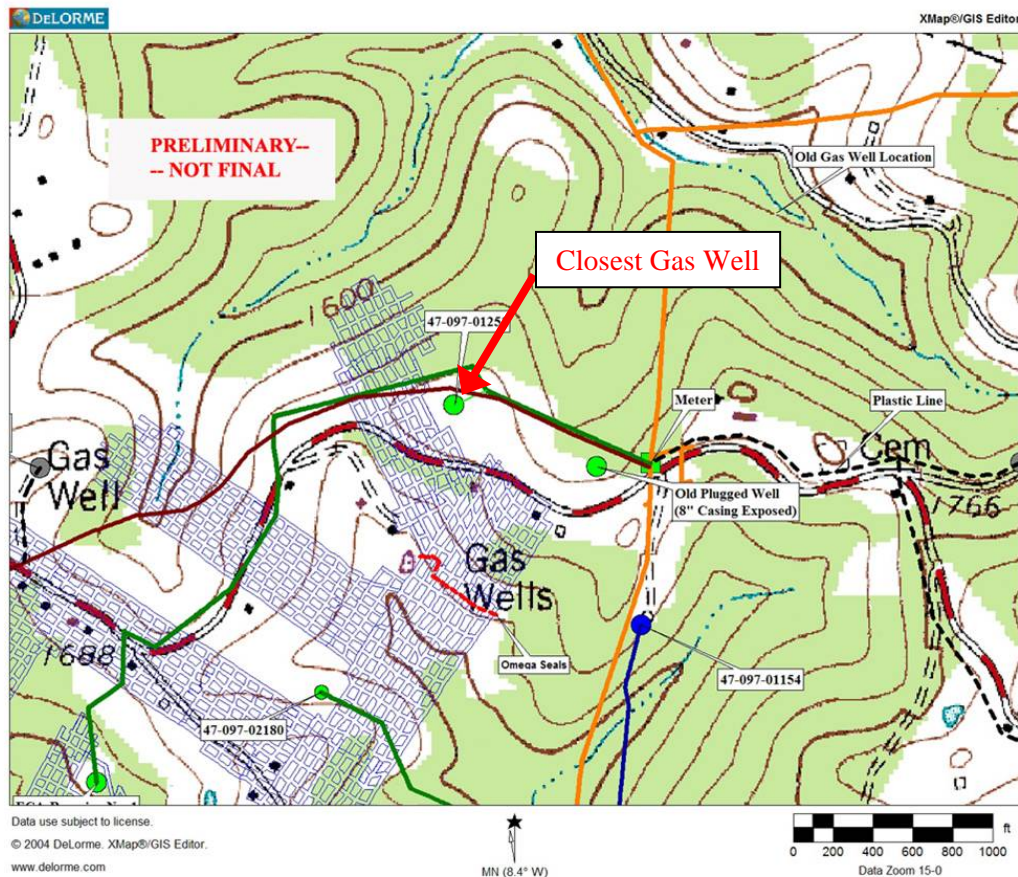 DELORME
XMap®/GIS Editor
PRELIMINARY--
-- NOT FINAL
Old Gas Well Location
Closest Gas Well
1600
47-097-0125
Meter
Plastic Line
Gas
Well
Cem
Old Plugged Well
(8" Casing Exposed)
1766
Gas
Wells
1688
Omega Seals
47-097-01154
47-097-02180
Data use subject to license.
© 2004 DeLorme. XMap®/GIS Editor.
www.delorme.com
MN (8.4° W)
ft
0 200 400 600 800 1000
Data Zoom 15-0